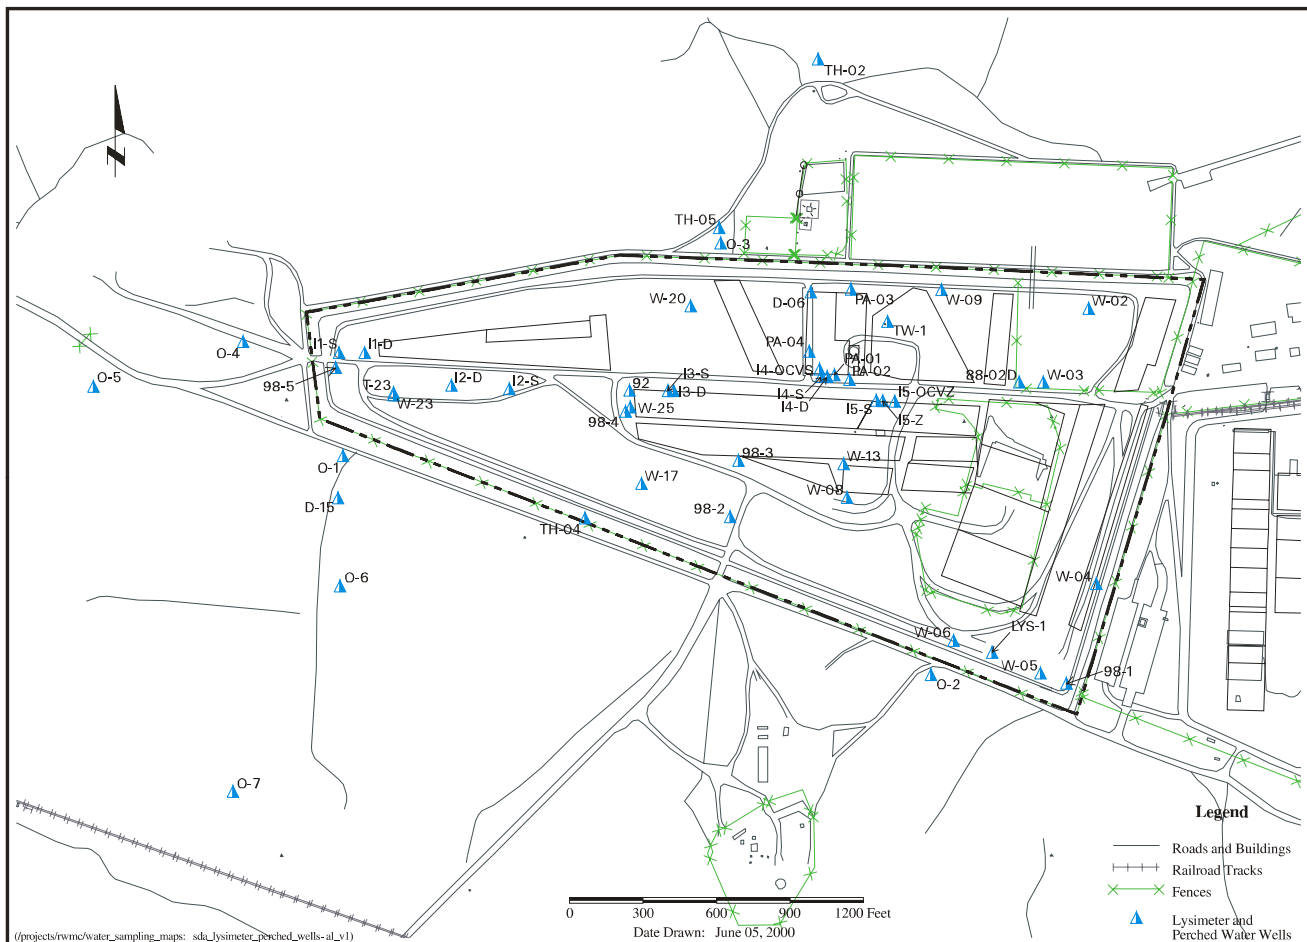 TH-02
TH-05
O-3
W-20
D-06
PA-03
W-09
W-02
TW-1
O-4
I1-S
I1-D
PA-04
PA-01
I4-OCVS
PA-02
O-5
98-5
T-23
W-23
I2-D
I2-S
92
I3-S
I3-D
I4-S
I4-D
I5-OCVZ
88-02D
W-03
98-4
W-25
I5-S
I5-Z
O-1
98-3
W-13
W-17
W-08
D-15
TH-04
98-2
O-6
W-04
W-06
LYS-1
W-05
98-1
O-2
O-7
N
Legend
Roads and Buildings
Railroad Tracks
Fences
Lysimeter and
Perched Water Wells
0 300 600 900 1200 Feet
Date Drawn: June 05, 2000
(/projects/rwmc/water_sampling_maps: sda_lysimeter_perched_wells-al_v1)